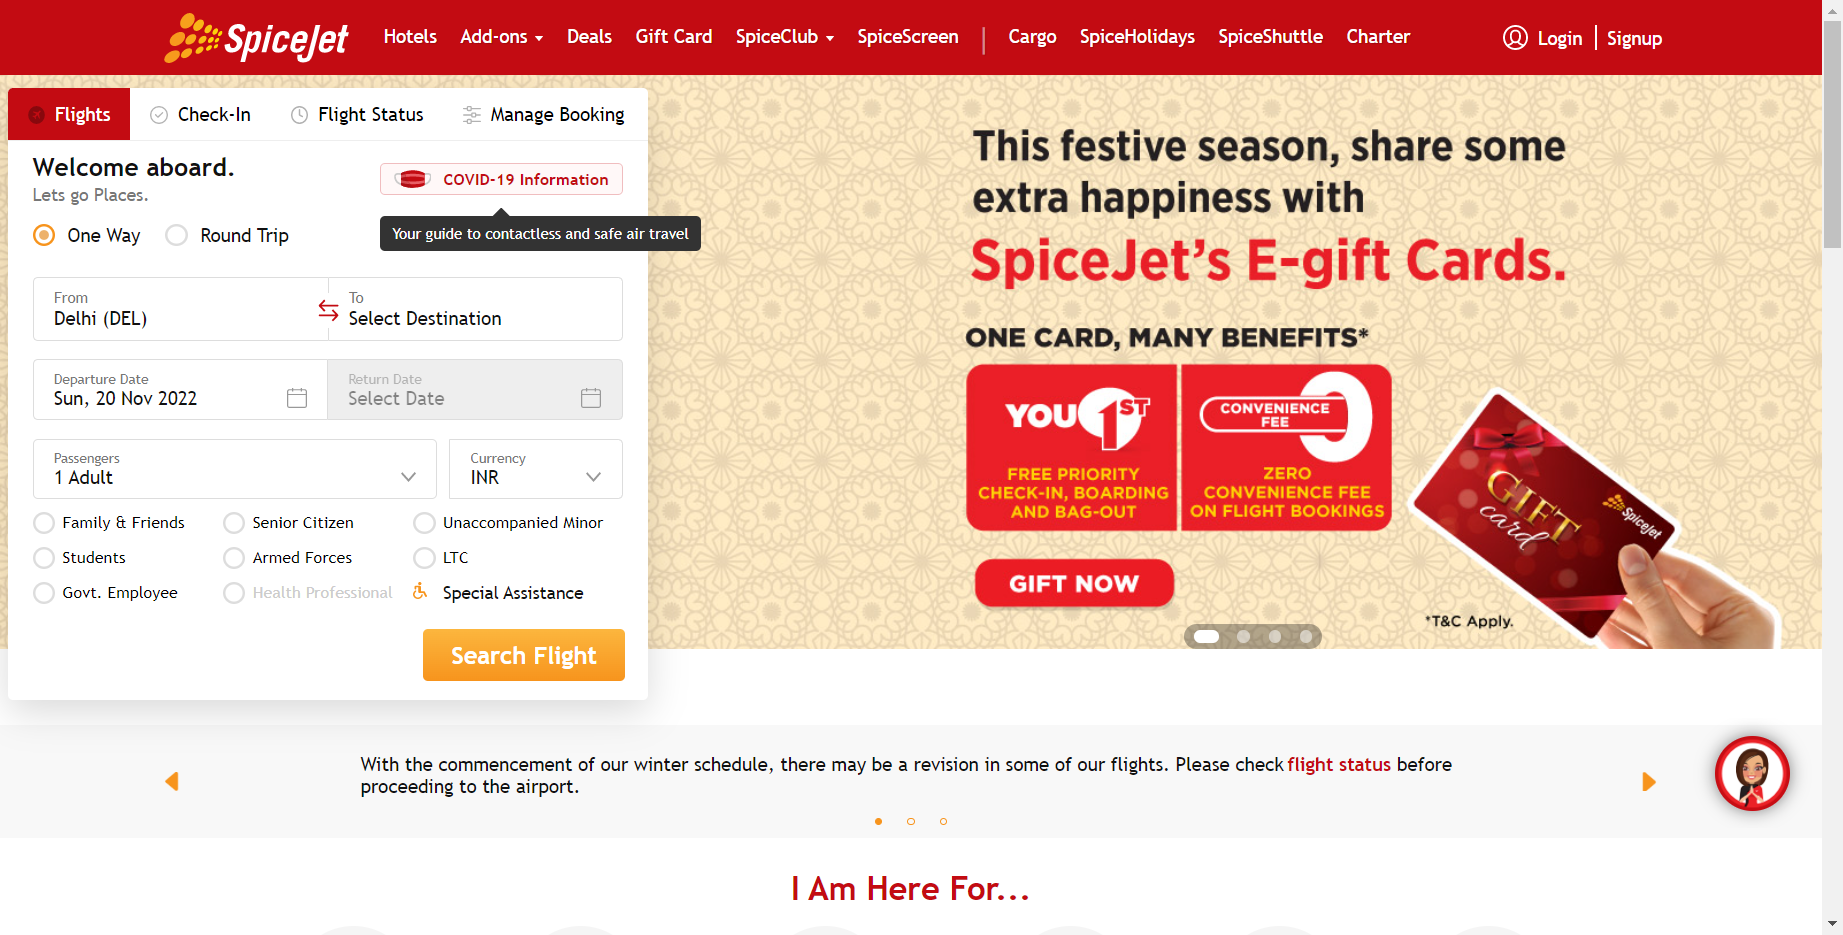 SpiceJet
Hotels Add-ons Deals Gift Card SpiceClub SpiceScreen | Cargo SpiceHolidays SpiceShuttle Charter
Login | Signup
Flights Check-In Flight Status Manage Booking
Welcome aboard.
Lets go Places.
COVID-19 Information
Your guide to contactless and safe air travel
One Way Round Trip
From
Delhi (DEL)
To
Select Destination
Departure Date
Sun, 20 Nov 2022
Return Date
Select Date
Passengers
1 Adult
Currency
INR
Family & Friends Senior Citizen Unaccompanied Minor
Students Armed Forces LTC
Govt. Employee Health Professional Special Assistance
Search Flight
This festive season, share some
extra happiness with
SpiceJet’s E-gift Cards.
ONE CARD, MANY BENEFITS*
YOU 1ST
FREE PRIORITY
CHECK-IN, BOARDING
AND BAG-OUT
CONVENIENCE
FEE
0
ZERO
CONVENIENCE FEE
ON FLIGHT BOOKINGS
GIFT NOW
GIFT
card
SpiceJet
*T&C Apply.
With the commencement of our winter schedule, there may be a revision in some of our flights. Please check flight status before
proceeding to the airport.
I Am Here For...